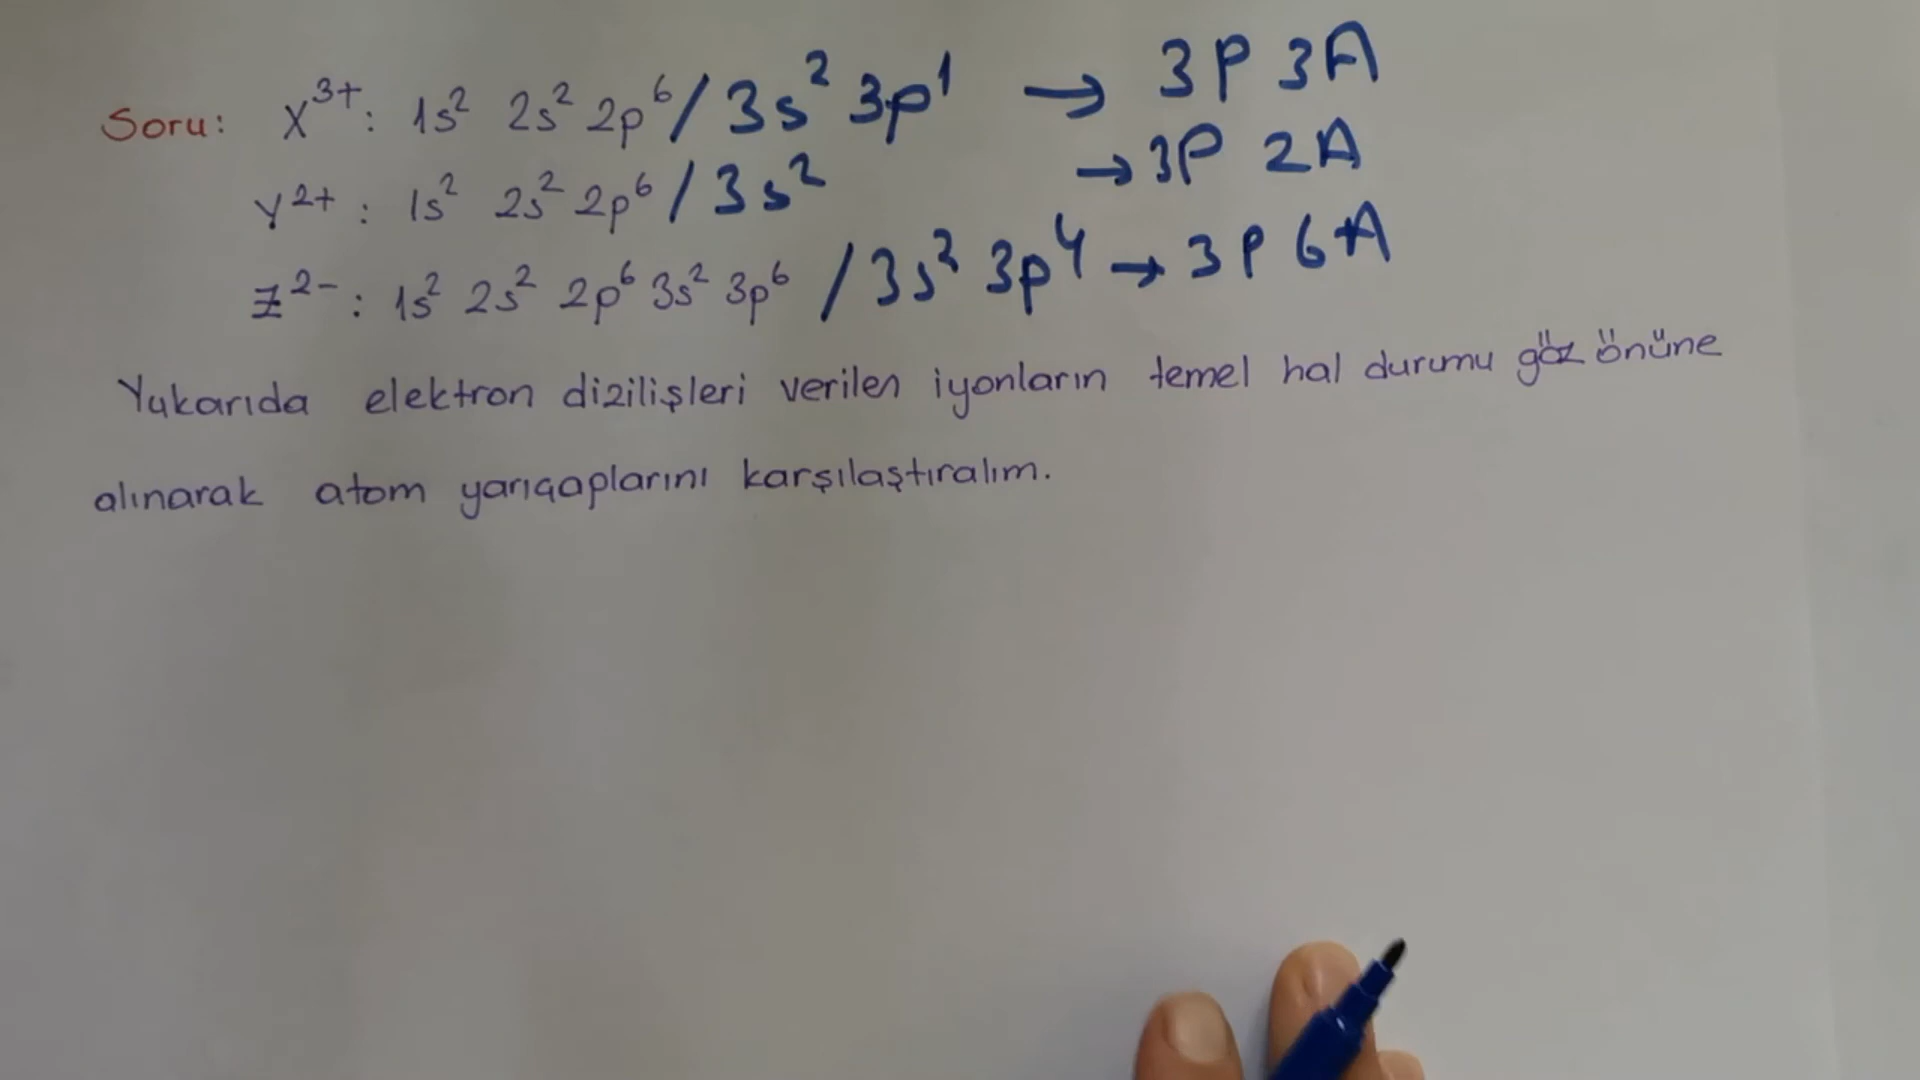 Soru: X³⁺: 1s² 2s² 2p⁶ / 3s² 3p¹ → 3P 3A
Y²⁺ : 1s² 2s² 2p⁶ / 3s² → 3P 2A
Z²⁻ : 1s² 2s² 2p⁶ 3s² 3p⁶ / 3s² 3p⁴ → 3P 6A
Yukarıda elektron dizilişleri verilen iyonların temel hal durumu göz önüne
alınarak atom yarıçaplarını karşılaştıralım.